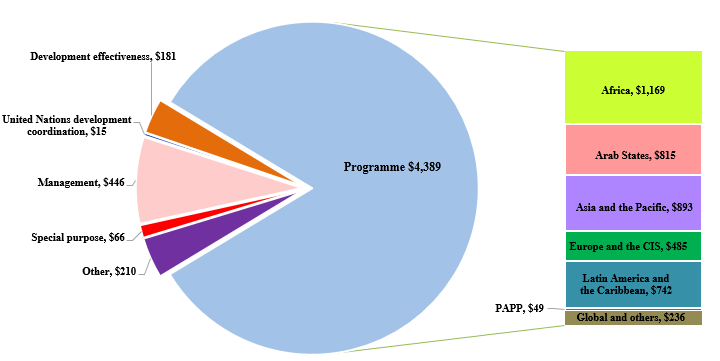 Development effectiveness, $181
United Nations development
coordination, $15
Management, $446
Special purpose, $66
Other, $210
Programme $4,389
Africa, $1,169
Arab States, $815
Asia and the Pacific, $893
Europe and the CIS, $485
Latin America and
the Caribbean, $742
PAPP, $49
Global and others, $236